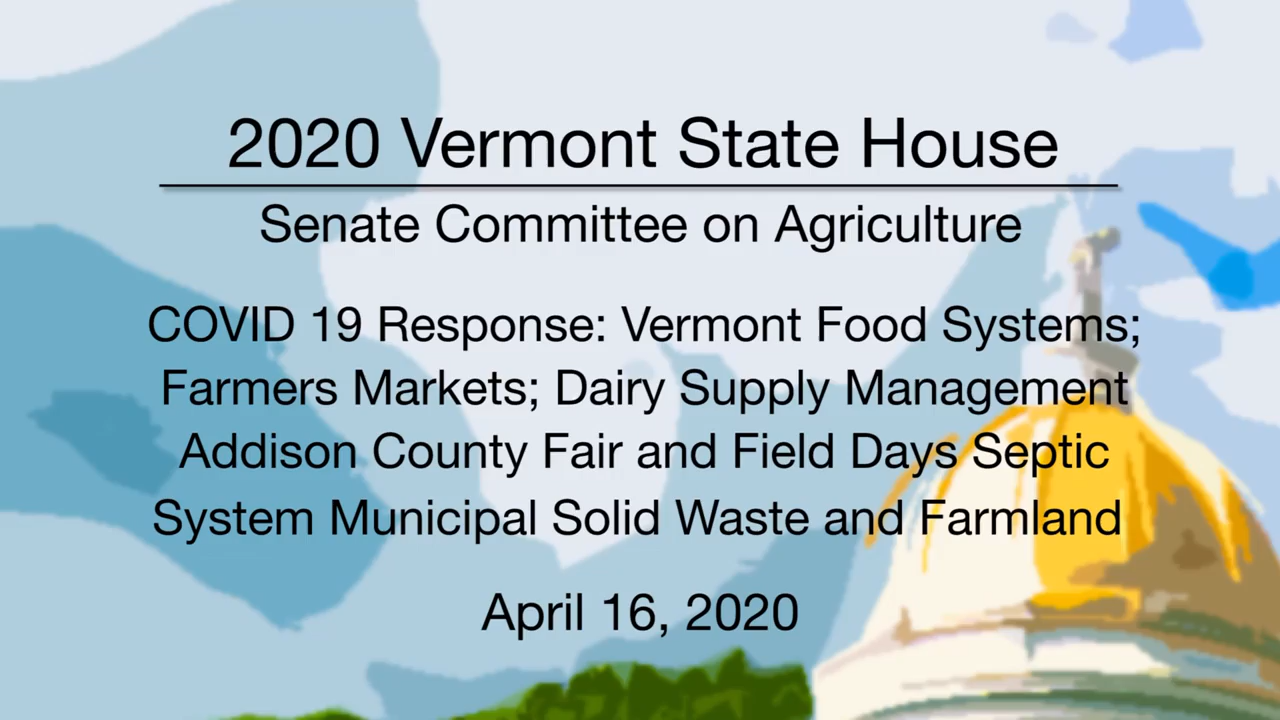 2020 Vermont State House
Senate Committee on Agriculture
COVID 19 Response: Vermont Food Systems;
Farmers Markets; Dairy Supply Management
Addison County Fair and Field Days Septic
System Municipal Solid Waste and Farmland
April 16, 2020